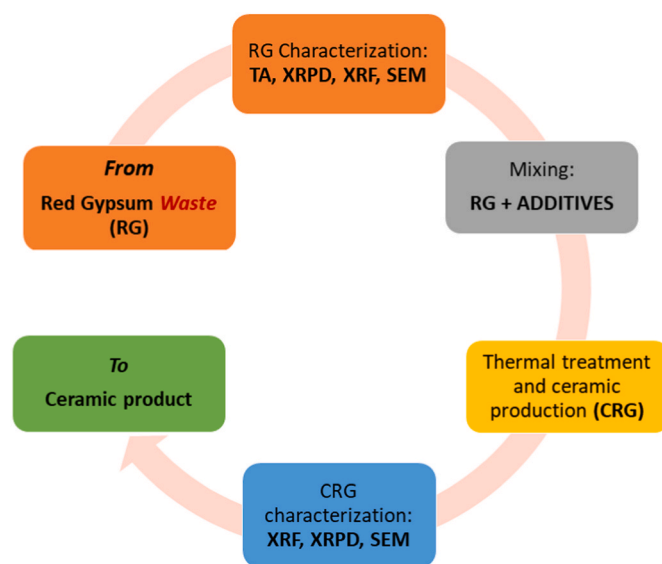 RG Characterization:
TA, XRPD, XRF, SEM
From
Red Gypsum Waste
(RG)
Mixing:
RG + ADDITIVES
To
Ceramic product
Thermal treatment
and ceramic
production (CRG)
CRG
characterization:
XRF, XRPD, SEM